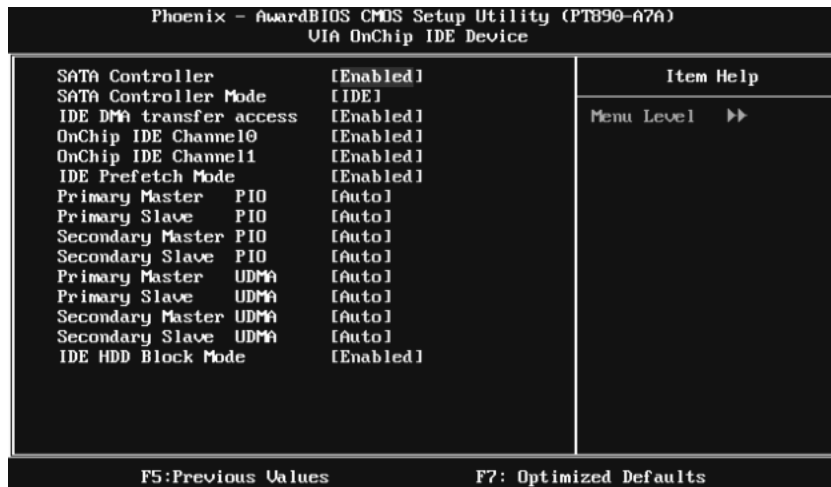 Phoenix - AwardBIOS CMOS Setup Utility (PT890-A7A)
VIA OnChip IDE Device
SATA Controller [Enabled]
SATA Controller Mode [IDE]
IDE DMA transfer access [Enabled]
OnChip IDE Channel0 [Enabled]
OnChip IDE Channel1 [Enabled]
IDE Prefetch Mode [Enabled]
Primary Master PIO [Auto]
Primary Slave PIO [Auto]
Secondary Master PIO [Auto]
Secondary Slave PIO [Auto]
Primary Master UDMA [Auto]
Primary Slave UDMA [Auto]
Secondary Master UDMA [Auto]
Secondary Slave UDMA [Auto]
IDE HDD Block Mode [Enabled]
Item Help
Menu Level ▶▶
F5:Previous Values F7: Optimized Defaults